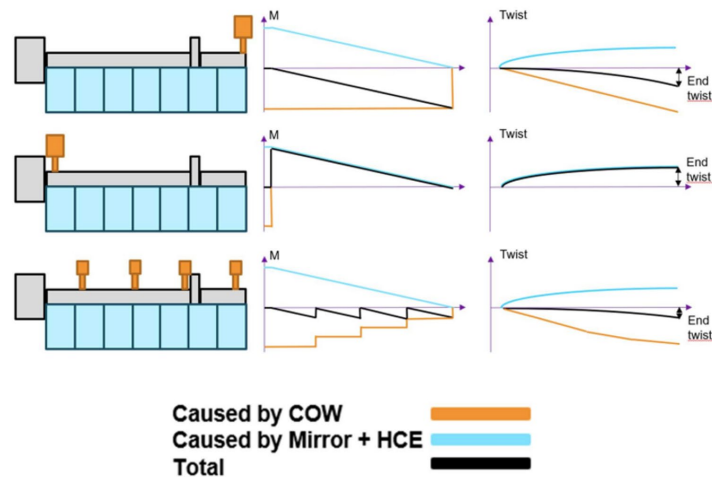 M
Twist
End
twist
M
Twist
End
twist
M
Twist
End
twist
Caused by COW
Caused by Mirror + HCE
Total